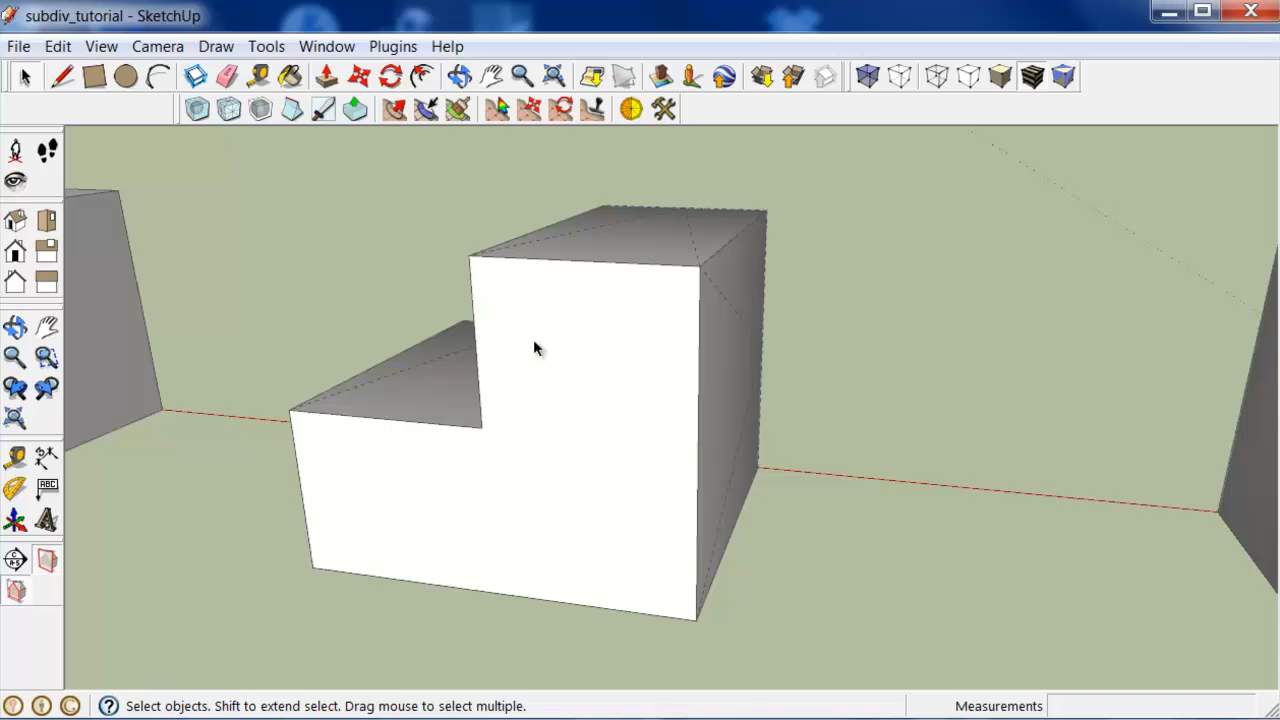 subdiv_tutorial - SketchUp
File Edit View Camera Draw Tools Window Plugins Help
ABC
Select objects. Shift to extend select. Drag mouse to select multiple. Measurements